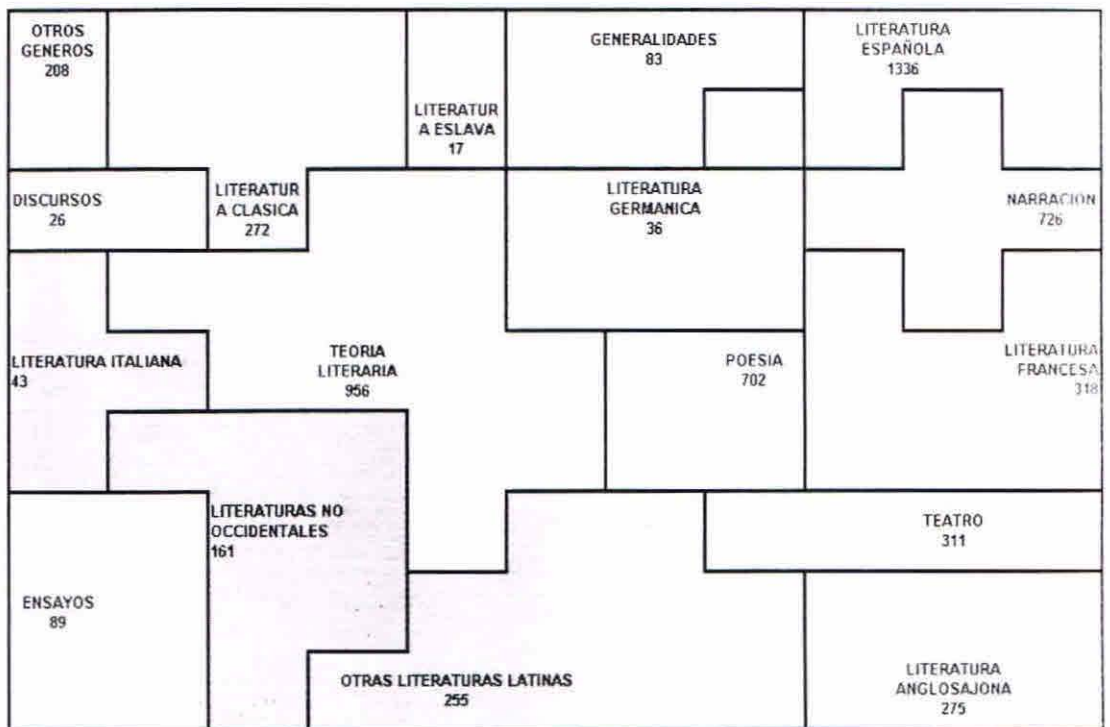 OTROS
GENEROS
208
LITERATUR
A ESLAVA
17
GENERALIDADES
83
LITERATURA
ESPAÑOLA
1336
DISCURSOS
26
LITERATUR
A CLASICA
272
LITERATURA
GERMANICA
36
NARRACION
726
LITERATURA ITALIANA
43
TEORIA
LITERARIA
956
POESIA
702
LITERATURA
FRANCESA
318
LITERATURAS NO
OCCIDENTALES
161
TEATRO
311
ENSAYOS
89
OTRAS LITERATURAS LATINAS
255
LITERATURA
ANGLOSAJONA
275